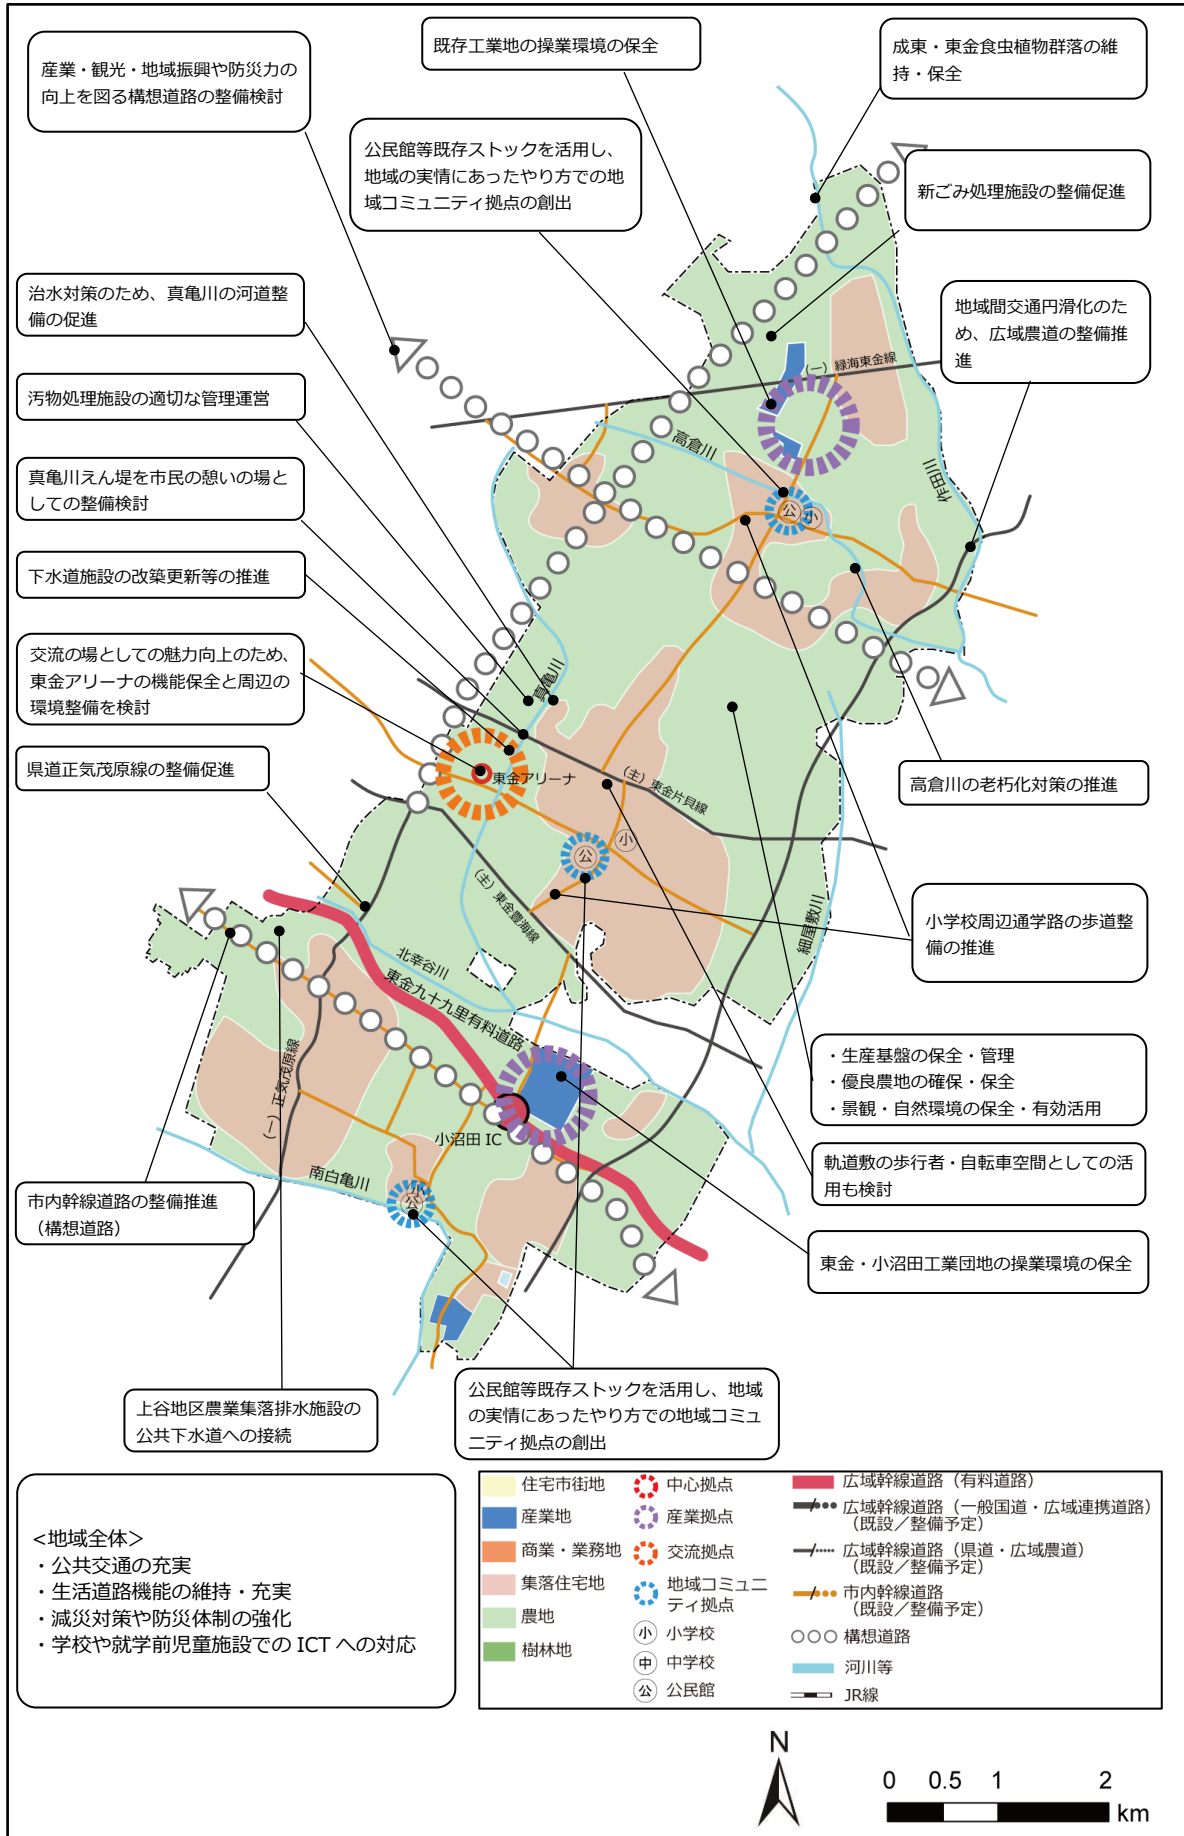 産業・観光・地域振興や防災力の
向上を図る構想道路の整備検討
既存工業地の操業環境の保全
成東・東金食虫植物群落の維
持・保全
公民館等既存ストックを活用し、
地域の実情にあったやり方での地
域コミュニティ拠点の創出
新ごみ処理施設の整備促進
治水対策のため、真亀川の河道整
備の促進
地域間交通円滑化のた
め、広域農道の整備推
進
汚物処理施設の適切な管理運営
真亀川えん堤を市民の憩いの場と
しての整備検討
下水道施設の改築更新等の推進
交流の場としての魅力向上のため、
東金アリーナの機能保全と周辺の
環境整備を検討
県道正気茂原線の整備促進
(一)緑海東金線
高倉川
作田川
公
小
真亀川
東金アリーナ
(主)東金片貝線
小
公
(主)東金豊海線
細屋敷川
北幸谷川
東金九十九里有料道路
(一)正気茂原線
小沼田 IC
南白亀川
小
公
高倉川の老朽化対策の推進
小学校周辺通学路の歩道整
備の推進
・生産基盤の保全・管理
・優良農地の確保・保全
・景観・自然環境の保全・有効活用
軌道敷の歩行者・自転車空間としての活
用も検討
市内幹線道路の整備推進
(構想道路)
東金・小沼田工業団地の操業環境の保全
上谷地区農業集落排水施設の
公共下水道への接続
公民館等既存ストックを活用し、地域
の実情にあったやり方での地域コミュ
ニティ拠点の創出
<地域全体>
・公共交通の充実
・生活道路機能の維持・充実
・減災対策や防災体制の強化
・学校や就学前児童施設での ICT への対応
住宅市街地
産業地
商業・業務地
集落住宅地
農地
樹林地
中心拠点
産業拠点
交流拠点
地域コミュニ
ティ拠点
小 小学校
中 中学校
公 公民館
広域幹線道路(有料道路)
広域幹線道路(一般国道・広域連携道路)
(既設/整備予定)
広域幹線道路(県道・広域農道)
(既設/整備予定)
市内幹線道路
(既設/整備予定)
構想道路
河川等
JR線
N
0 0.5 1 2
km